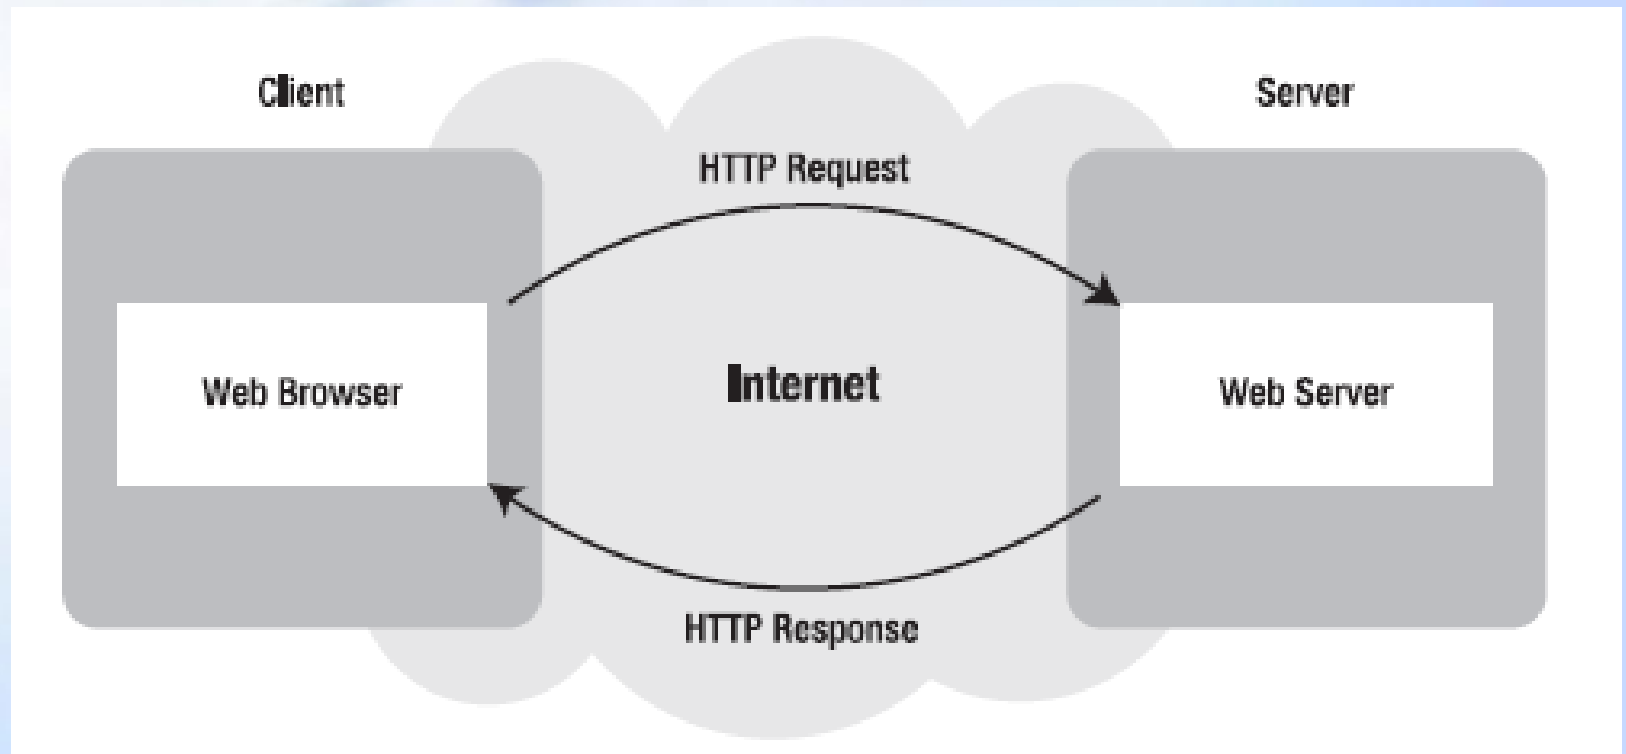 Client
Server
HTTP Request
Web Browser
Internet
Web Server
HTTP Response